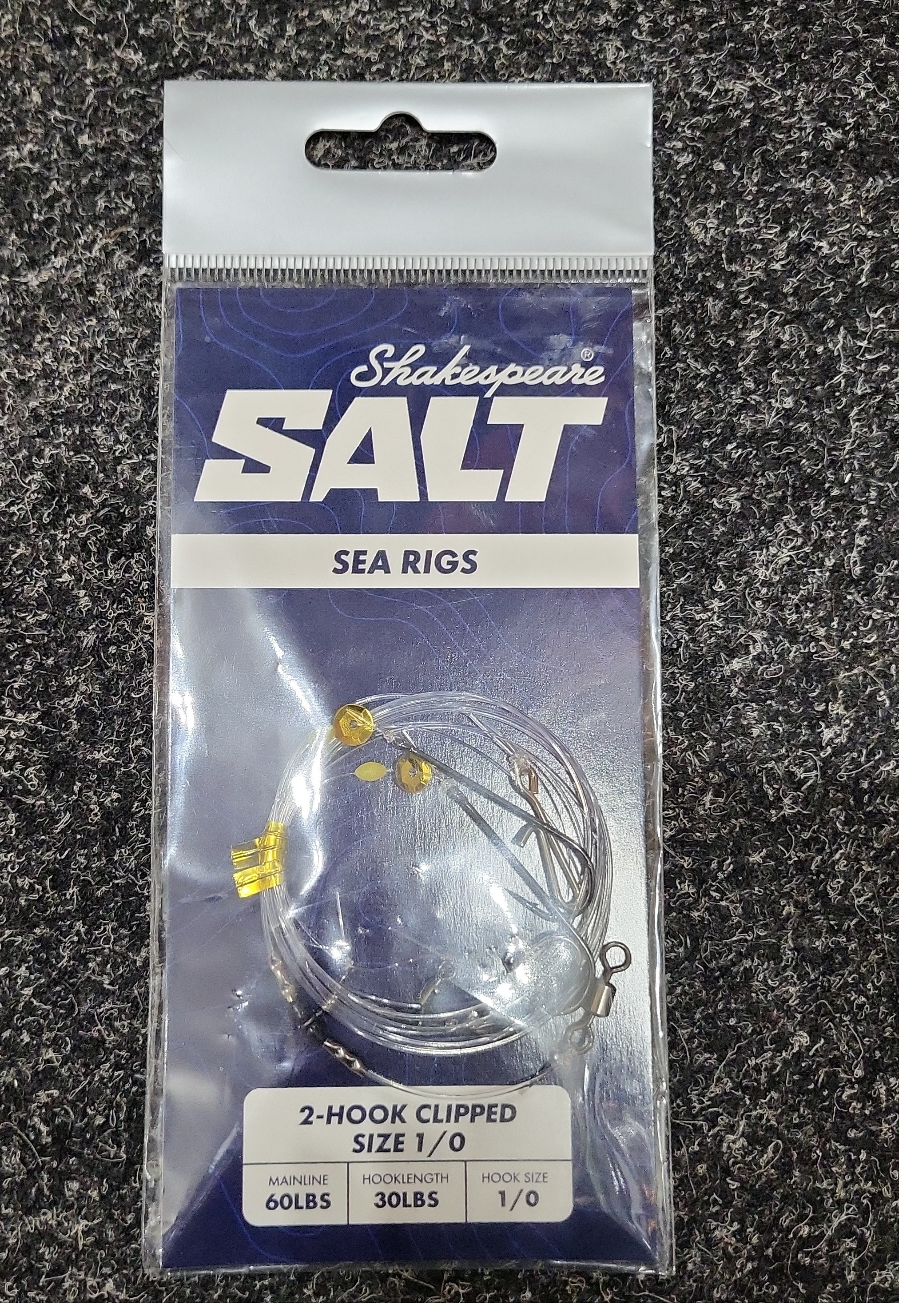 Shakespeare®
SALT
SEA RIGS
2-HOOK CLIPPED
SIZE 1/0
MAINLINE
60LBS
HOOKLENGTH
30LBS
HOOK SIZE
1/0